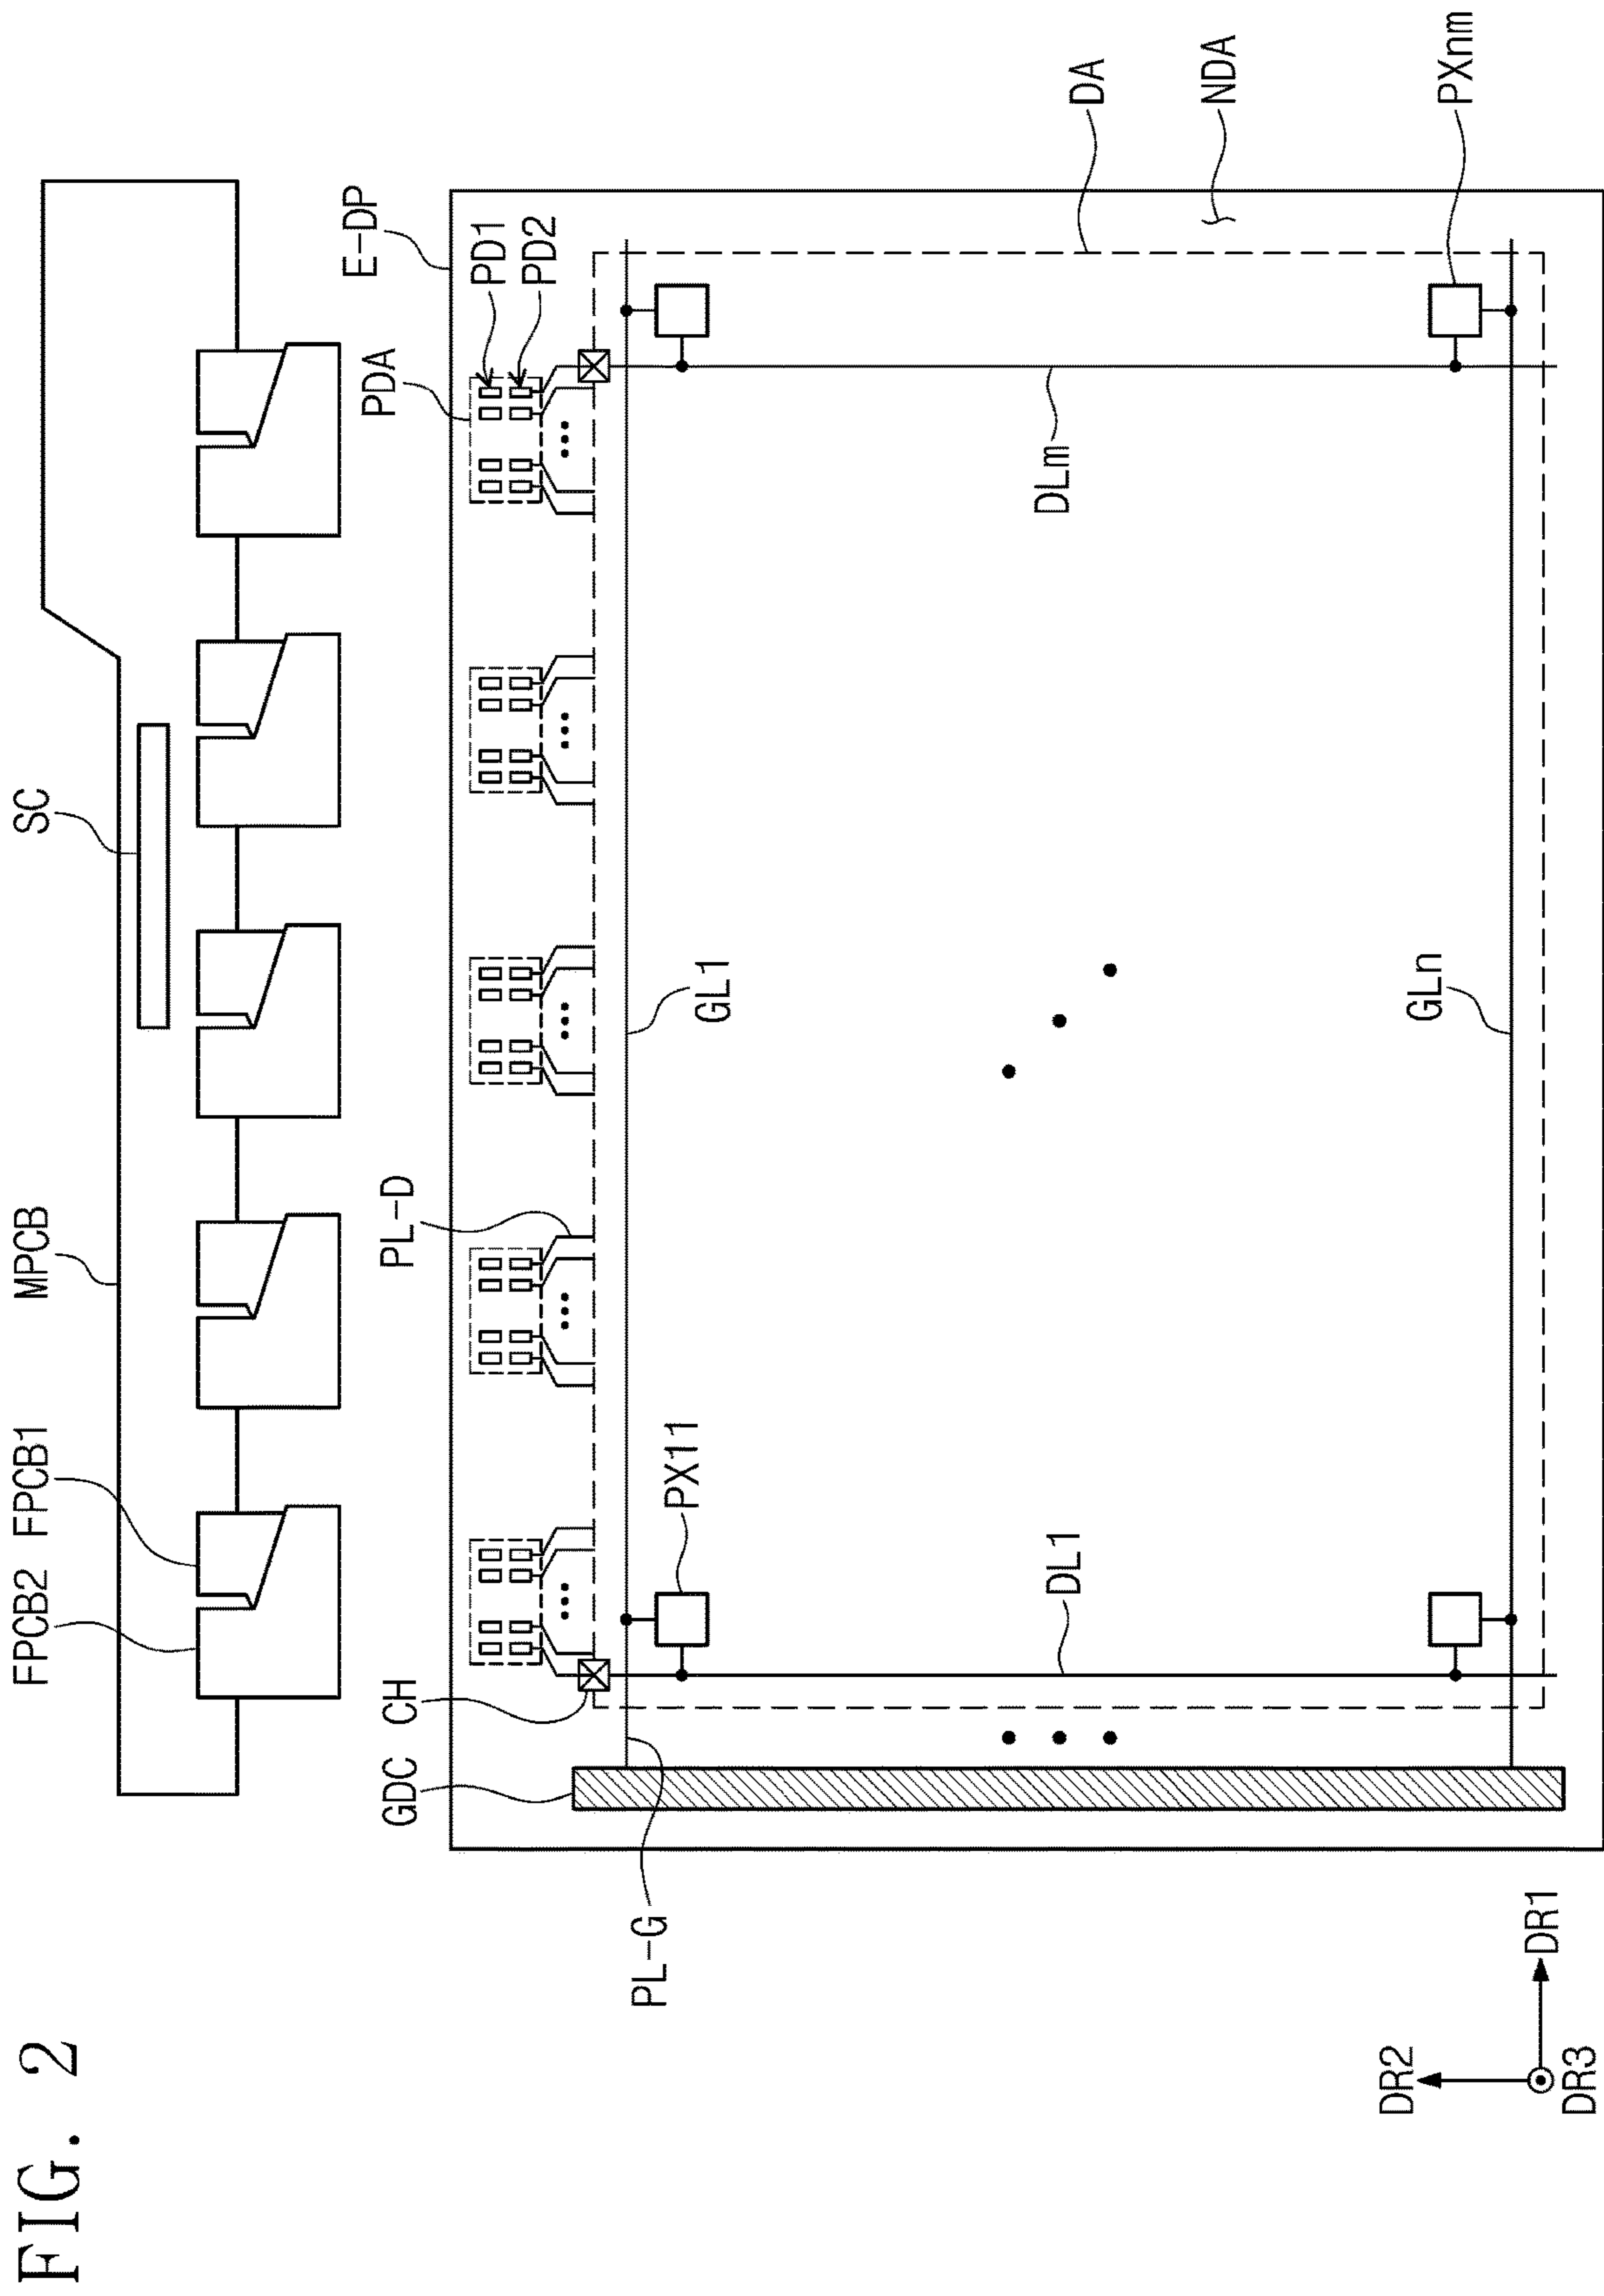 FIG. 2
FPCB2
FPCB1
MPCB
SC
GDC
CH
PL-D
PDA
E-DP
PD1
PD2
PL-G
PX11
GL1
DL1
DLm
DA
NDA
GLn
PXnm
DR2
DR3
DR1